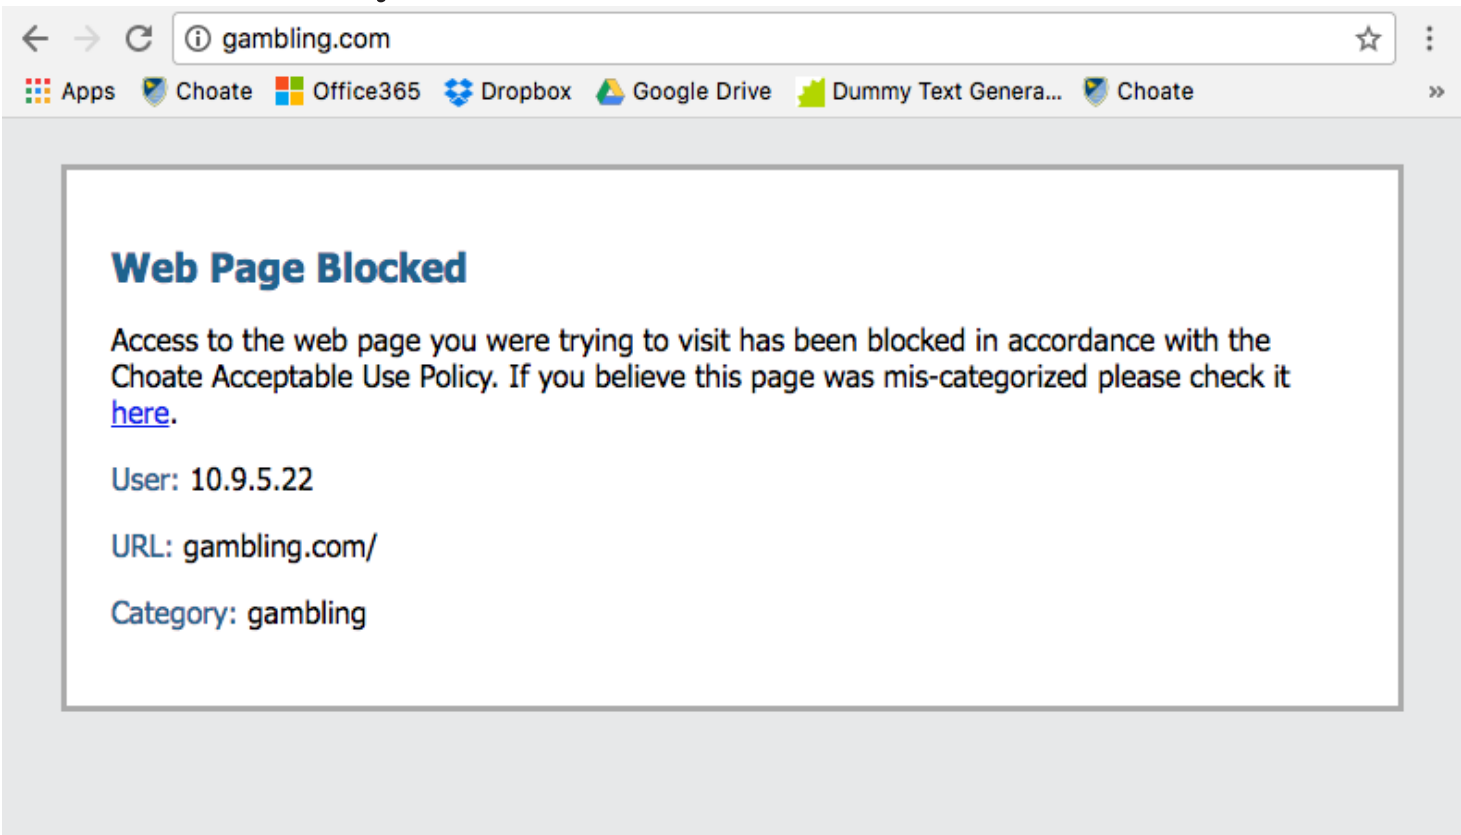 gambling.com
Apps Choate Office365 Dropbox Google Drive Dummy Text Genera... Choate »
Web Page Blocked
Access to the web page you were trying to visit has been blocked in accordance with the
Choate Acceptable Use Policy. If you believe this page was mis-categorized please check it
here.
User: 10.9.5.22
URL: gambling.com/
Category: gambling